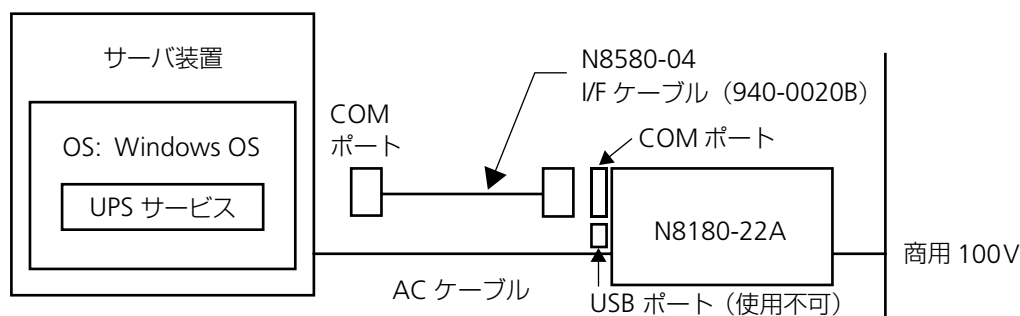 サーバ装置
OS: Windows OS
UPS サービス
COM
ポート
N8580-04
I/F ケーブル（940-0020B）
COM ポート
N8180-22A
商用 100V
AC ケーブル
USB ポート（使用不可）